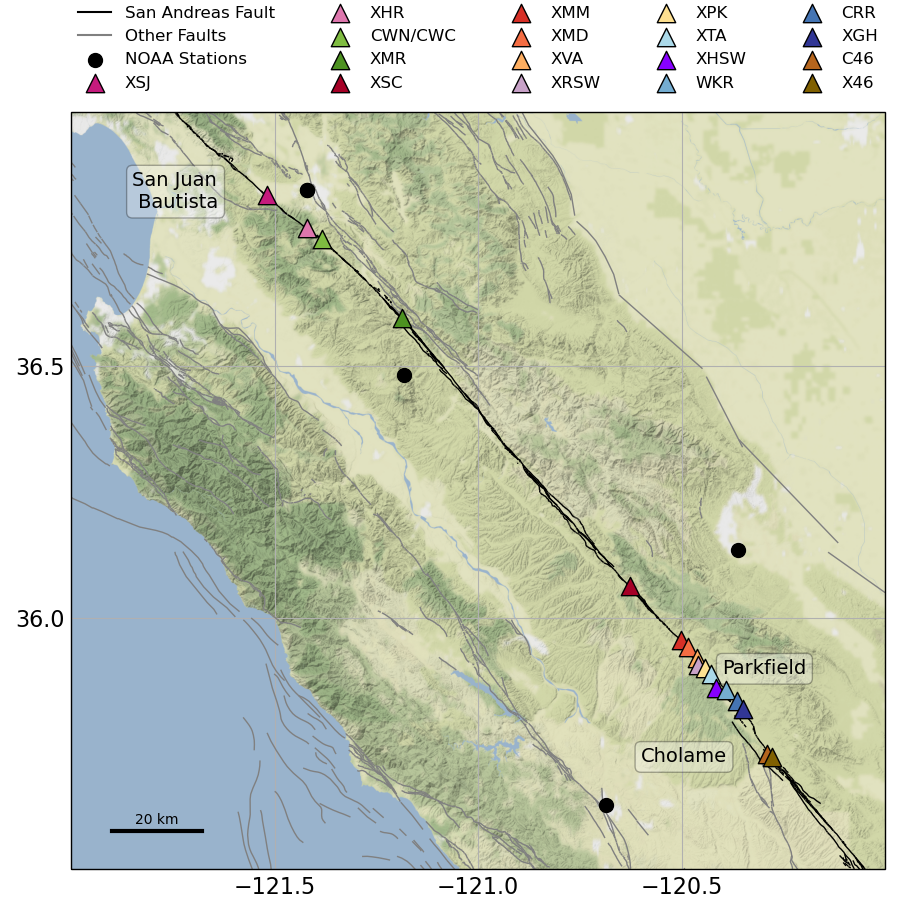 San Andreas Fault
Other Faults
NOAA Stations
XSJ
XHR
CWN/CWC
XMR
XSC
XMM
XMD
XVA
XRSW
XPK
XTA
XHSW
WKR
CRR
XGH
C46
X46
San Juan
Bautista
36.5
36.0
Parkfield
Cholame
20 km
−121.5
−121.0
−120.5